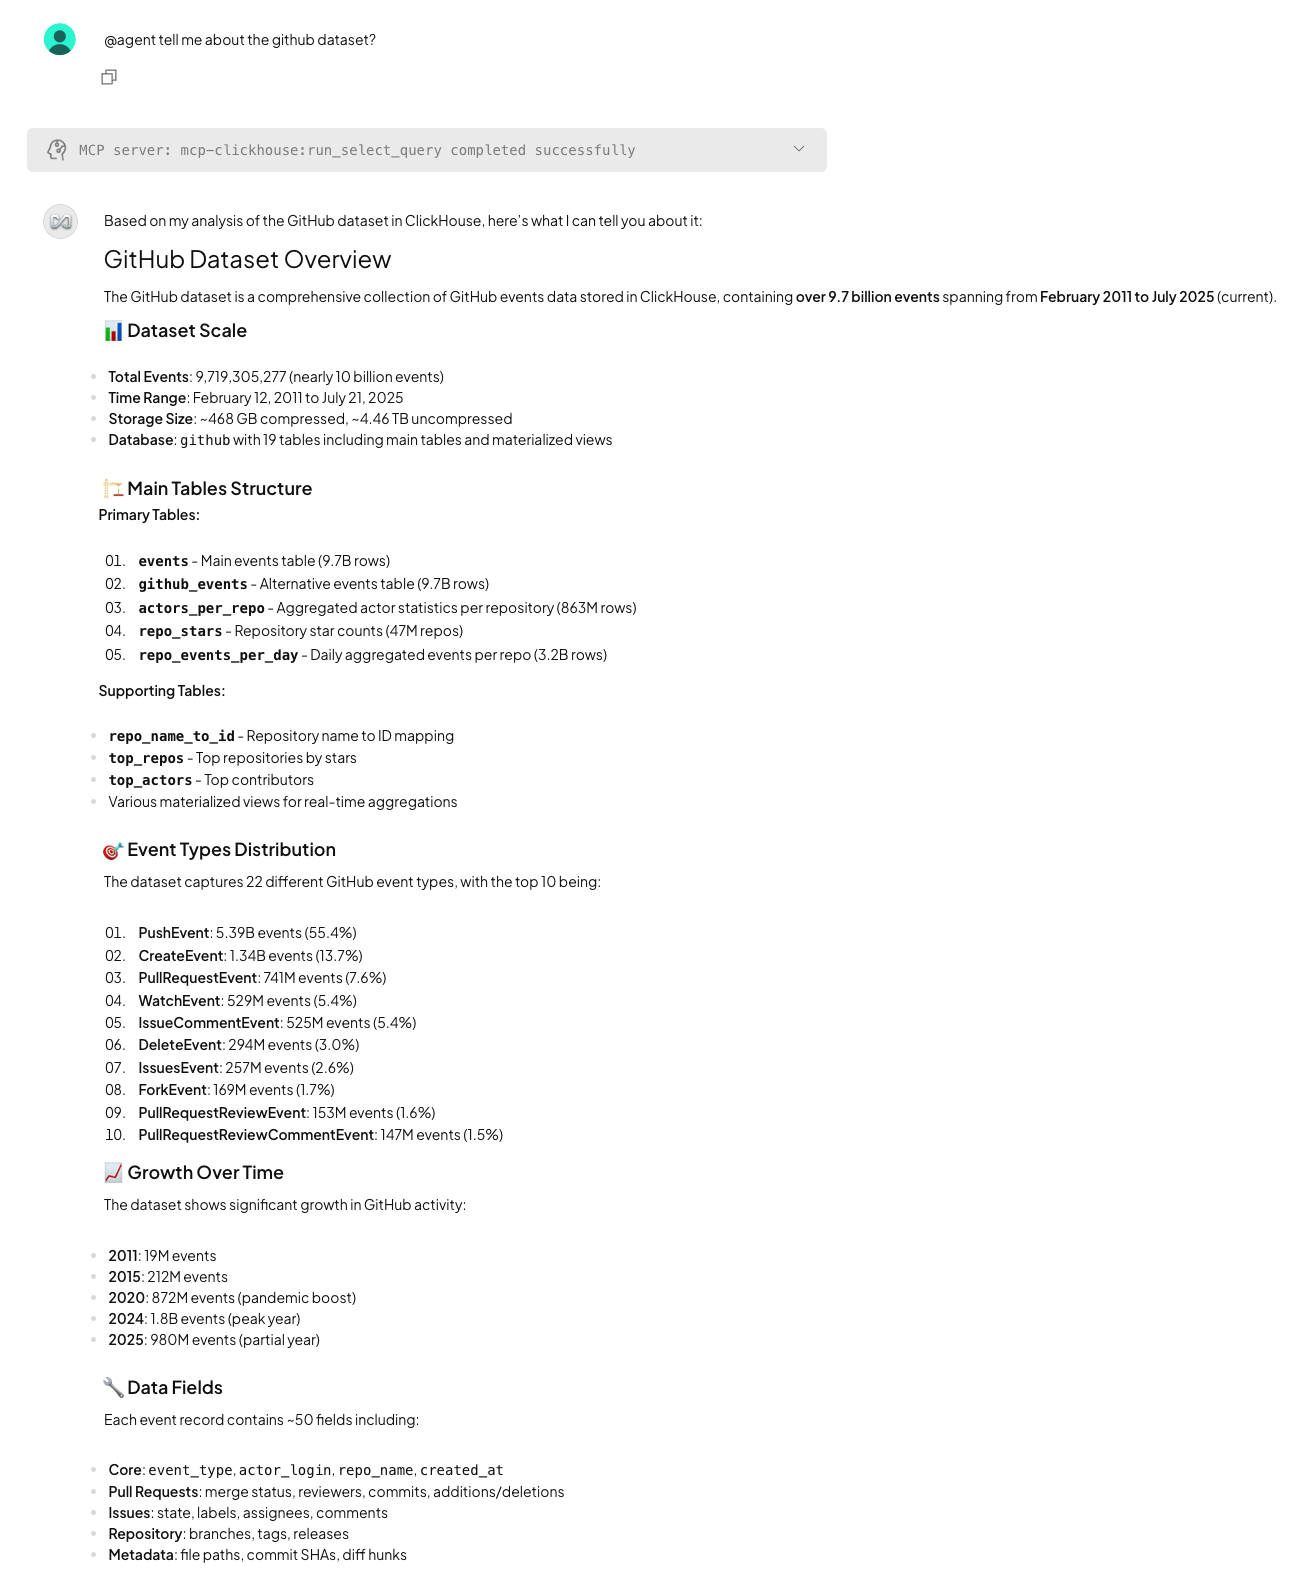 @agent tell me about the github dataset?
MCP server: mcp-clickhouse:run_select_query completed successfully
Based on my analysis of the GitHub dataset in ClickHouse, here's what I can tell you about it:
GitHub Dataset Overview
The GitHub dataset is a comprehensive collection of GitHub events data stored in ClickHouse, containing over 9.7 billion events spanning from February 2011 to July 2025 (current).
📊 Dataset Scale
Total Events: 9,719,305,277 (nearly 10 billion events)
Time Range: February 12, 2011 to July 21, 2025
Storage Size: ~468 GB compressed, ~4.46 TB uncompressed
Database: github with 19 tables including main tables and materialized views
🏗️ Main Tables Structure
Primary Tables:
01. events - Main events table (9.7B rows)
02. github_events - Alternative events table (9.7B rows)
03. actors_per_repo - Aggregated actor statistics per repository (863M rows)
04. repo_stars - Repository star counts (47M repos)
05. repo_events_per_day - Daily aggregated events per repo (3.2B rows)
Supporting Tables:
repo_name_to_id - Repository name to ID mapping
top_repos - Top repositories by stars
top_actors - Top contributors
Various materialized views for real-time aggregations
🎯 Event Types Distribution
The dataset captures 22 different GitHub event types, with the top 10 being:
01. PushEvent: 5.39B events (55.4%)
02. CreateEvent: 1.34B events (13.7%)
03. PullRequestEvent: 741M events (7.6%)
04. WatchEvent: 529M events (5.4%)
05. IssueCommentEvent: 525M events (5.4%)
06. DeleteEvent: 294M events (3.0%)
07. IssuesEvent: 257M events (2.6%)
08. ForkEvent: 169M events (1.7%)
09. PullRequestReviewEvent: 153M events (1.6%)
10. PullRequestReviewCommentEvent: 147M events (1.5%)
📈 Growth Over Time
The dataset shows significant growth in GitHub activity:
2011: 19M events
2015: 212M events
2020: 872M events (pandemic boost)
2024: 1.8B events (peak year)
2025: 980M events (partial year)
🔧 Data Fields
Each event record contains ~50 fields including:
Core: event_type, actor_login, repo_name, created_at
Pull Requests: merge status, reviewers, commits, additions/deletions
Issues: state, labels, assignees, comments
Repository: branches, tags, releases
Metadata: file paths, commit SHAs, diff hunks